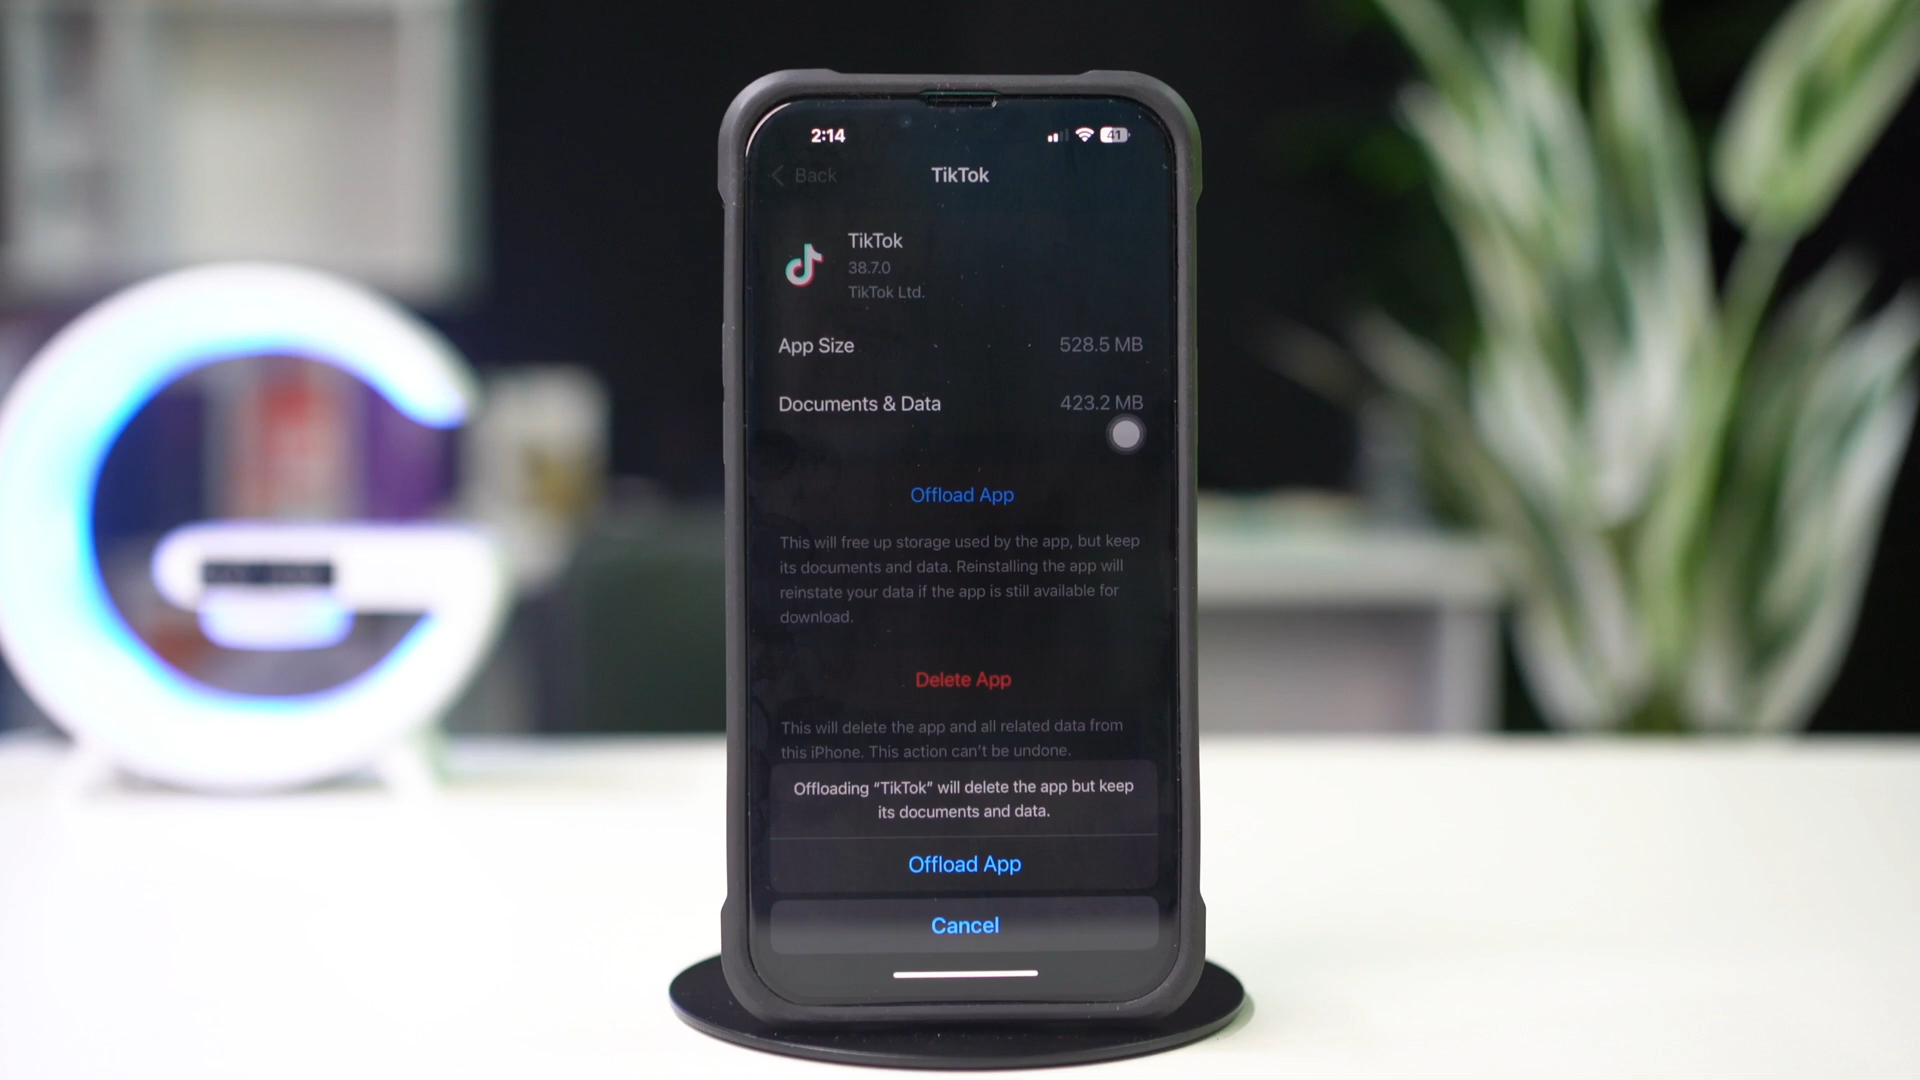 2:14
41
Back
TikTok
TikTok
38.7.0
TikTok Ltd.
App Size 528.5 MB
Documents & Data 423.2 MB
Offload App
This will free up storage used by the app, but keep
its documents and data. Reinstalling the app will
reinstate your data if the app is still available for
download.
Delete App
This will delete the app and all related data from
this iPhone. This action can't be undone.
Offloading “TikTok” will delete the app but keep
its documents and data.
Offload App
Cancel